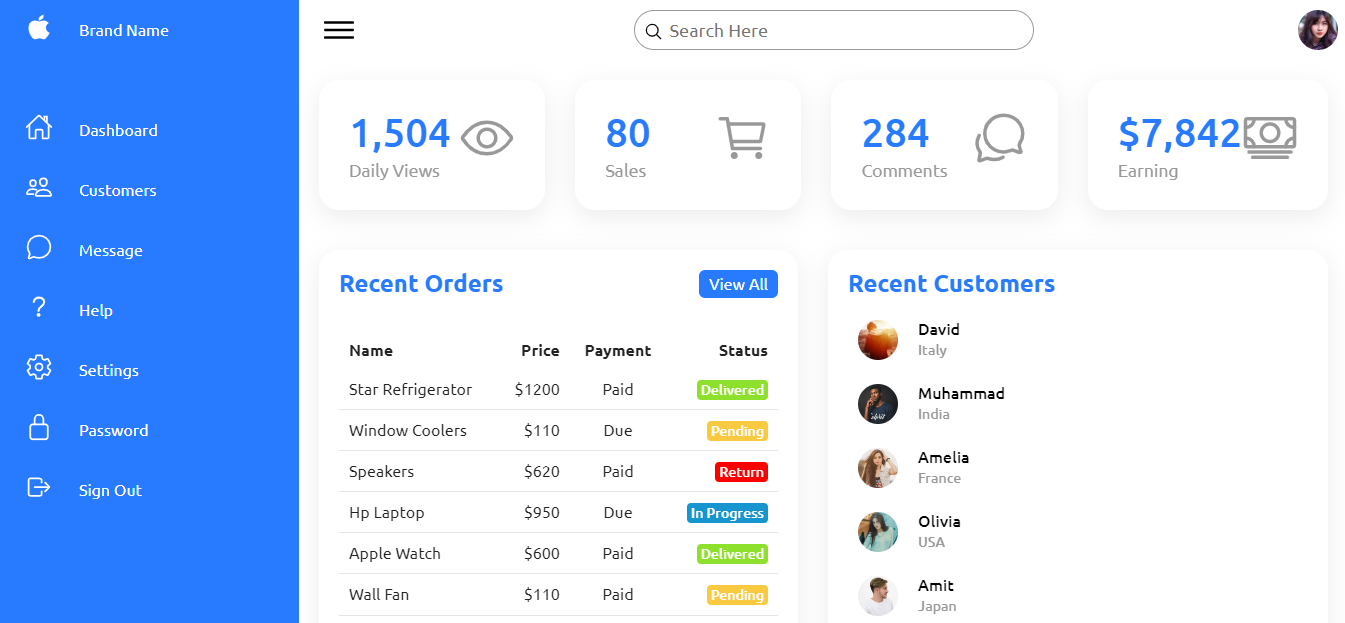 Brand Name
Dashboard
Customers
Message
Help
Settings
Password
Sign Out
Search Here
1,504
Daily Views
80
Sales
284
Comments
$7,842
Earning
Recent Orders
View All
Name Price Payment Status
Star Refrigerator $1200 Paid Delivered
Window Coolers $110 Due Pending
Speakers $620 Paid Return
Hp Laptop $950 Due In Progress
Apple Watch $600 Paid Delivered
Wall Fan $110 Paid Pending
Recent Customers
David
Italy
Muhammad
India
Amelia
France
Olivia
USA
Amit
Japan